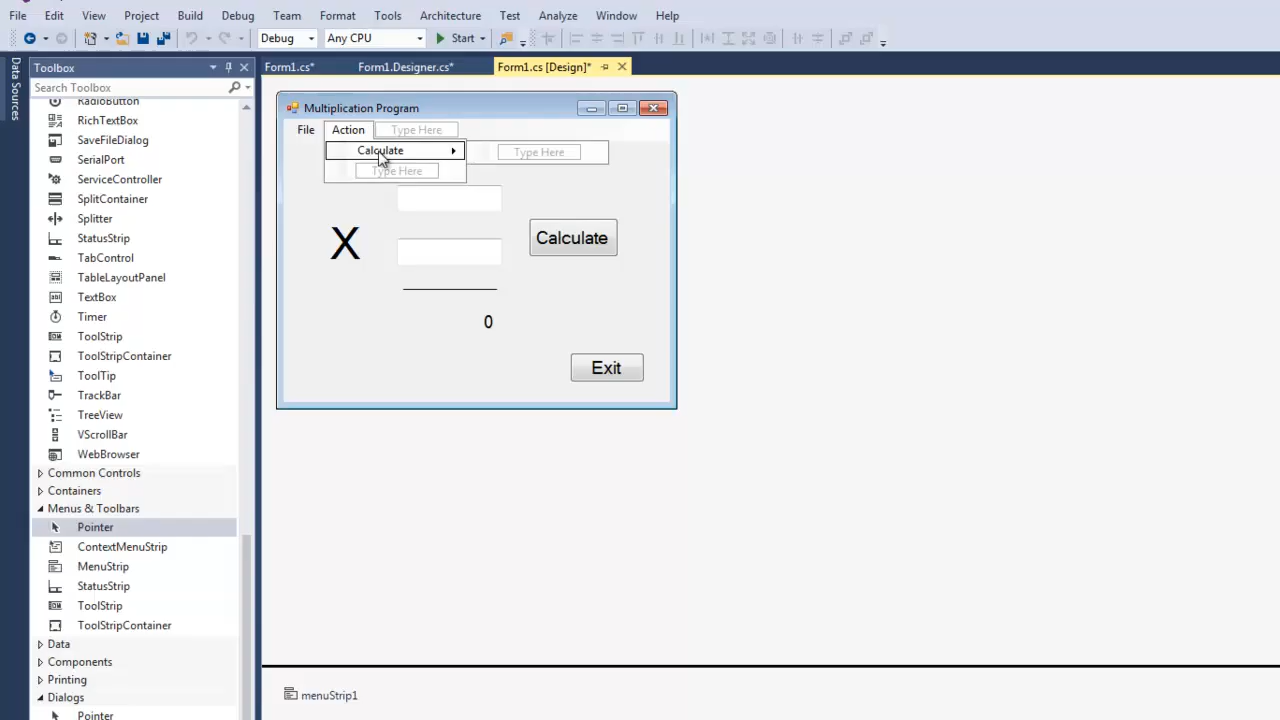 File Edit View Project Build Debug Team Format Tools Architecture Test Analyze Window Help
Debug Any CPU Start
Data Sources
Toolbox
Search Toolbox
RadioButton
RichTextBox
SaveFileDialog
SerialPort
ServiceController
SplitContainer
Splitter
StatusStrip
TabControl
TableLayoutPanel
TextBox
Timer
ToolStrip
ToolStripContainer
ToolTip
TrackBar
TreeView
VScrollBar
WebBrowser
Common Controls
Containers
Menus & Toolbars
Pointer
ContextMenuStrip
MenuStrip
StatusStrip
ToolStrip
ToolStripContainer
Data
Components
Printing
Dialogs
Pointer
Form1.cs* Form1.Designer.cs* Form1.cs [Design]*
Multiplication Program
File Action Type Here
Calculate Type Here
Type Here
X
Calculate
0
Exit
menuStrip1